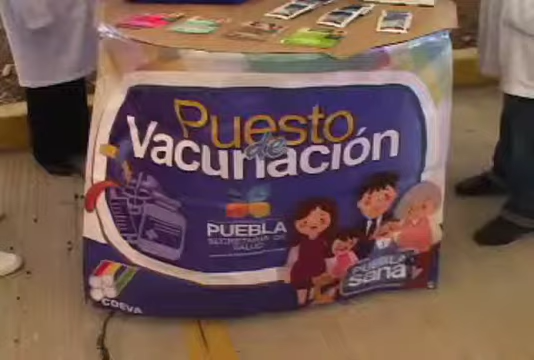 Puesto
de
Vacunación
PUEBLA
SECRETARÍA DE
SALUD
PUEBLA
sana
COEVA